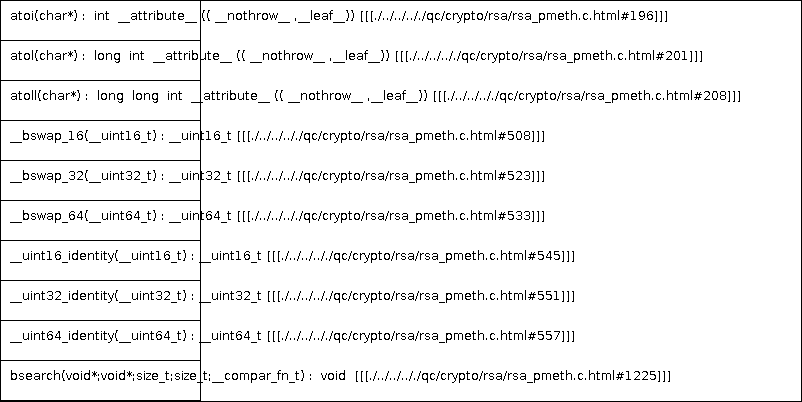 atoi(char*) : int __attribute__ (( __nothrow__ ,__leaf__)) [[[./../../../qc/crypto/rsa/rsa_pmeth.c.html#196]]]
atol(char*) : long int __attribute__ (( __nothrow__ ,__leaf__)) [[[./../../../qc/crypto/rsa/rsa_pmeth.c.html#201]]]
atoll(char*) : long long int __attribute__ (( __nothrow__ ,__leaf__)) [[[./../../../qc/crypto/rsa/rsa_pmeth.c.html#208]]]
__bswap_16(__uint16_t) : __uint16_t [[[./../../../qc/crypto/rsa/rsa_pmeth.c.html#508]]]
__bswap_32(__uint32_t) : __uint32_t [[[./../../../qc/crypto/rsa/rsa_pmeth.c.html#523]]]
__bswap_64(__uint64_t) : __uint64_t [[[./../../../qc/crypto/rsa/rsa_pmeth.c.html#533]]]
__uint16_identity(__uint16_t) : __uint16_t [[[./../../../qc/crypto/rsa/rsa_pmeth.c.html#545]]]
__uint32_identity(__uint32_t) : __uint32_t [[[./../../../qc/crypto/rsa/rsa_pmeth.c.html#551]]]
__uint64_identity(__uint64_t) : __uint64_t [[[./../../../qc/crypto/rsa/rsa_pmeth.c.html#557]]]
bsearch(void*;void*;size_t;size_t;__compar_fn_t) : void [[[./../../../qc/crypto/rsa/rsa_pmeth.c.html#1225]]]